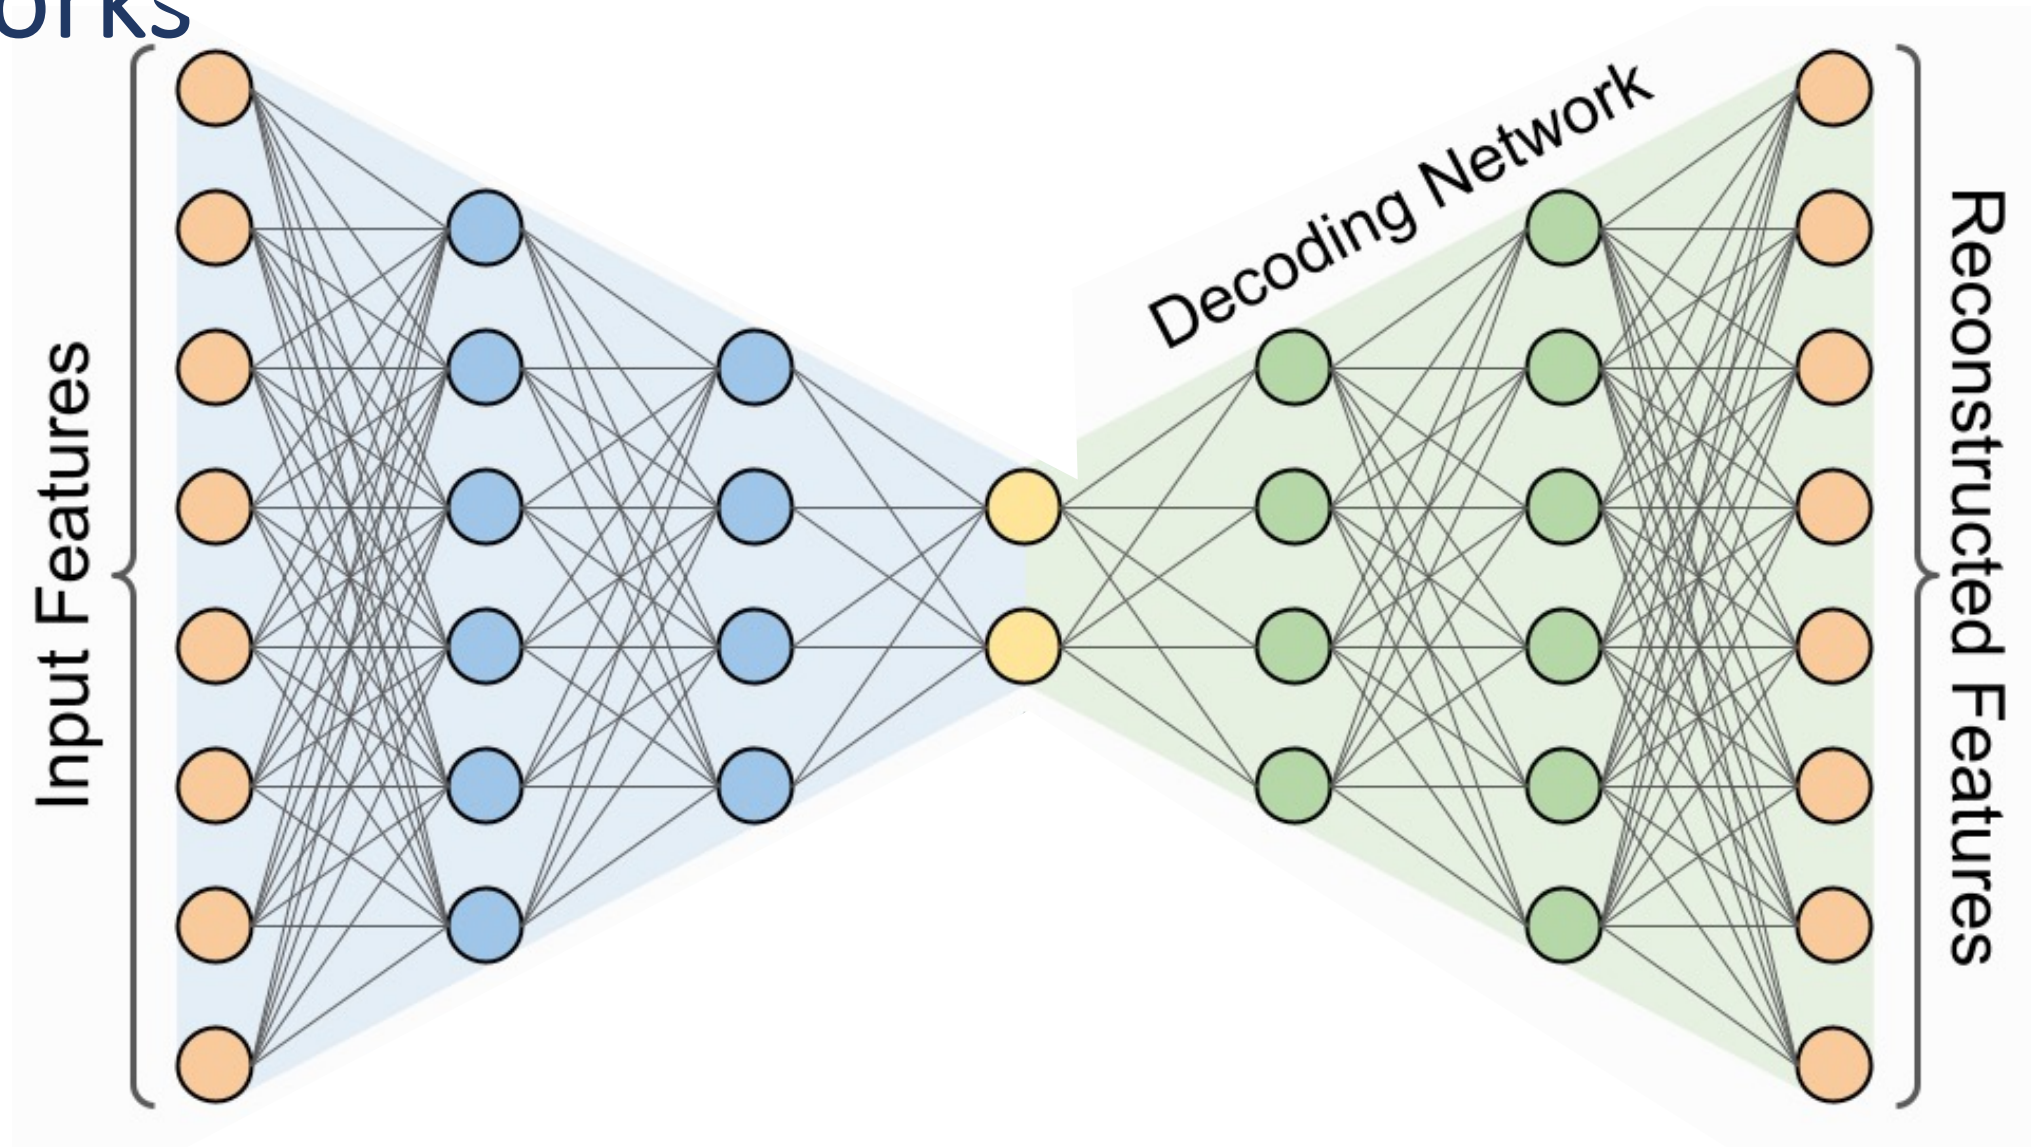 Input Features
Decoding Network
Reconstructed Features